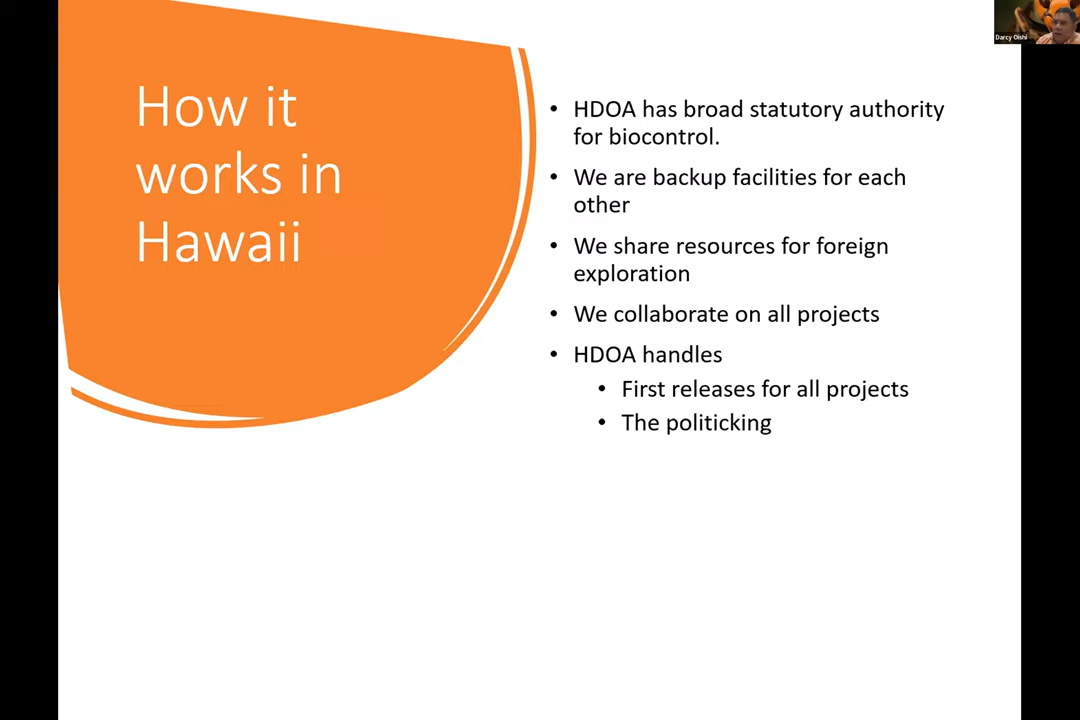 How it
works in
Hawaii
• HDOA has broad statutory authority
for biocontrol.
• We are backup facilities for each
other
• We share resources for foreign
exploration
• We collaborate on all projects
• HDOA handles
• First releases for all projects
• The politicking
Darcy Oishi